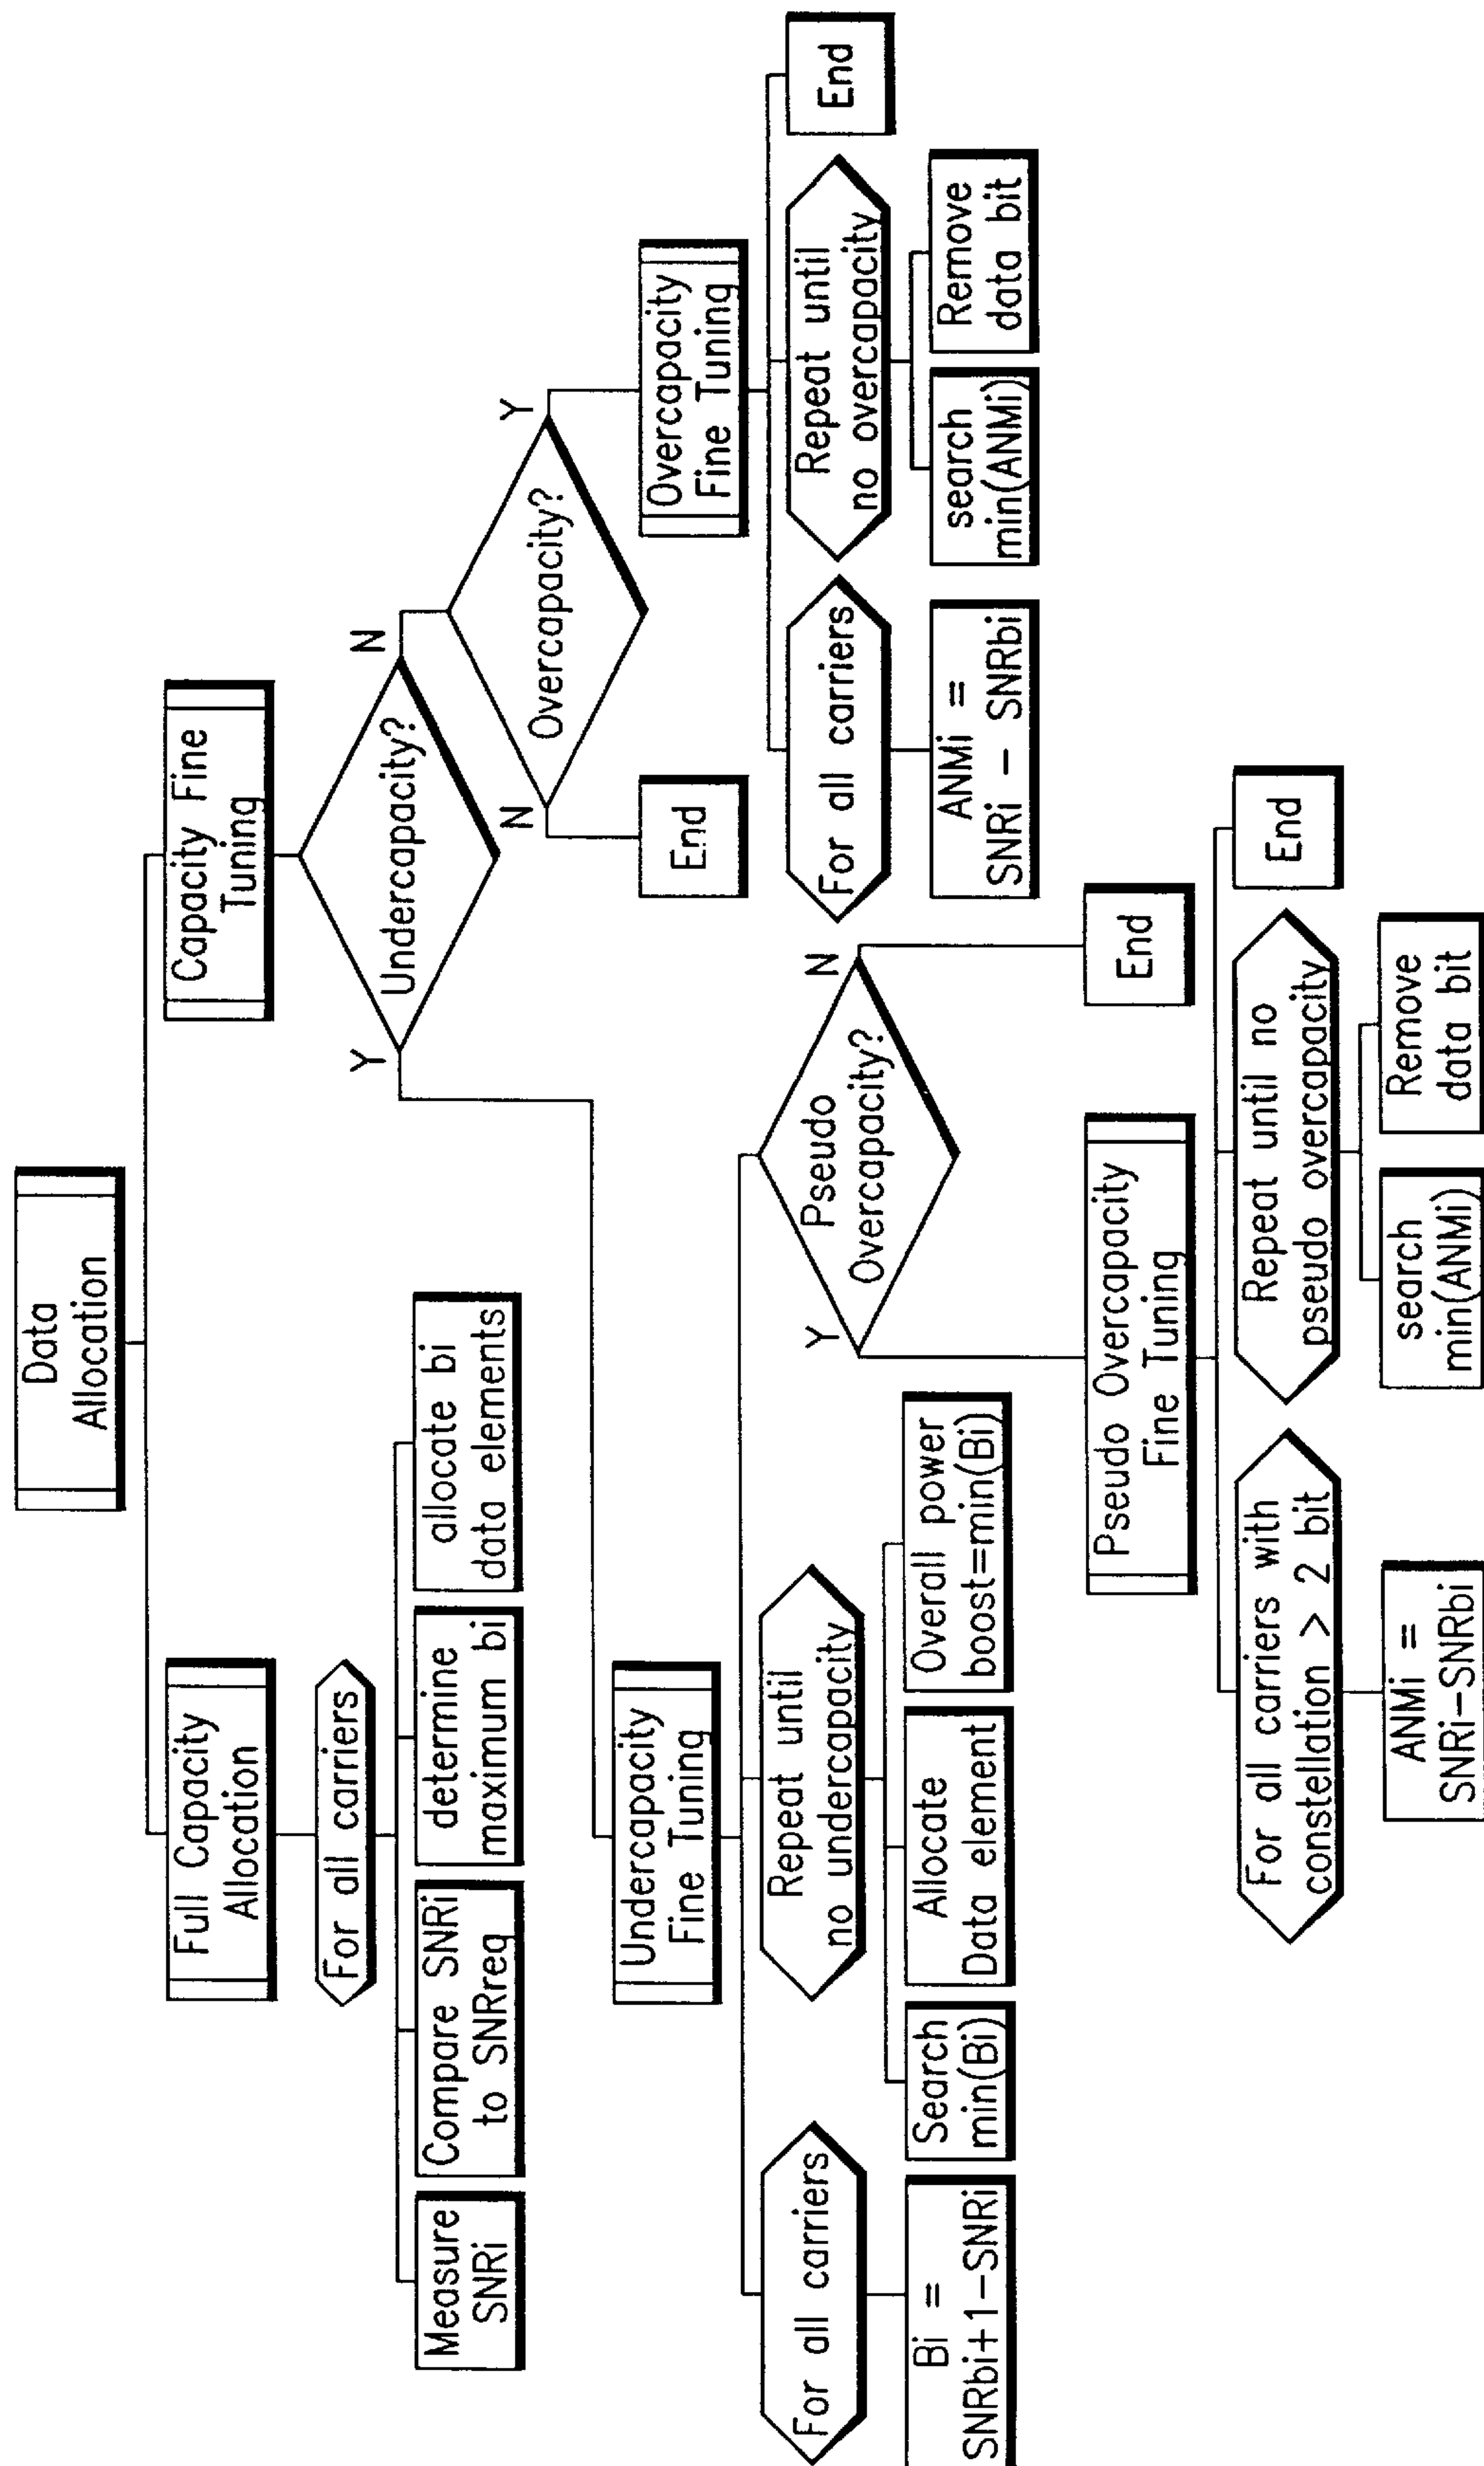 Data
Allocation
Full Capacity
Allocation
Capacity Fine
Tuning
For all carriers
Measure
SNRi
Compare SNRi
to SNRreq
determine
maximum bi
allocate bi
data elements
Undercapacity?
Y
N
Overcapacity?
N
Y
End
Overcapacity
Fine Tuning
For all carriers
Repeat until
no overcapacity
End
ANMi =
SNRi - SNRbi
search
min(ANMi)
Remove
data bit
Undercapacity
Fine Tuning
For all carriers
Repeat until
no undercapacity
Pseudo
Overcapacity?
Y
N
Bi =
SNRbi+1-SNRi
Search
min(Bi)
Allocate
Data element
Overall power
boost=min(Bi)
Pseudo Overcapacity
Fine Tuning
End
For all carriers with
constellation > 2 bit
Repeat until no
pseudo overcapacity
End
ANMi =
SNRi-SNRbi
search
min(ANMi)
Remove
data bit